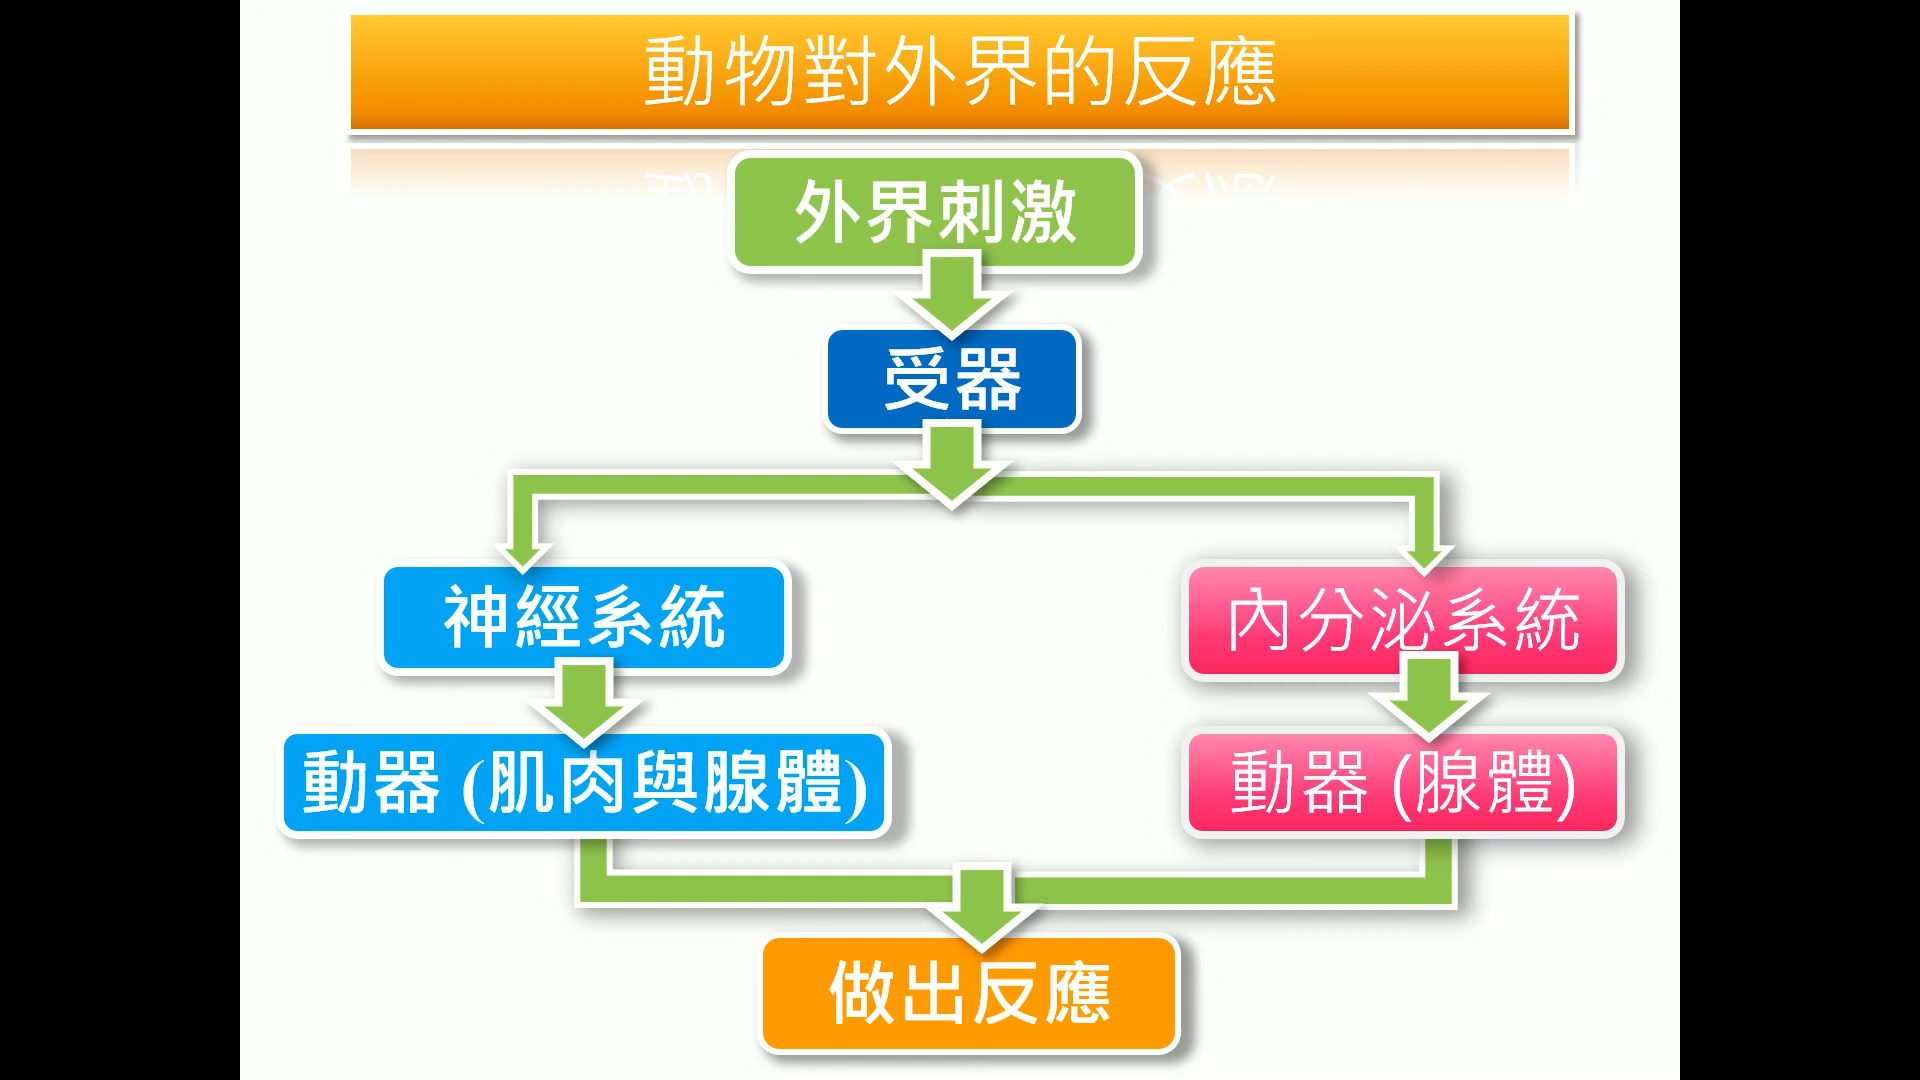 動物對外界的反應
外界刺激
受器
神經系統
內分泌系統
動器 (肌肉與腺體)
動器 (腺體)
做出反應